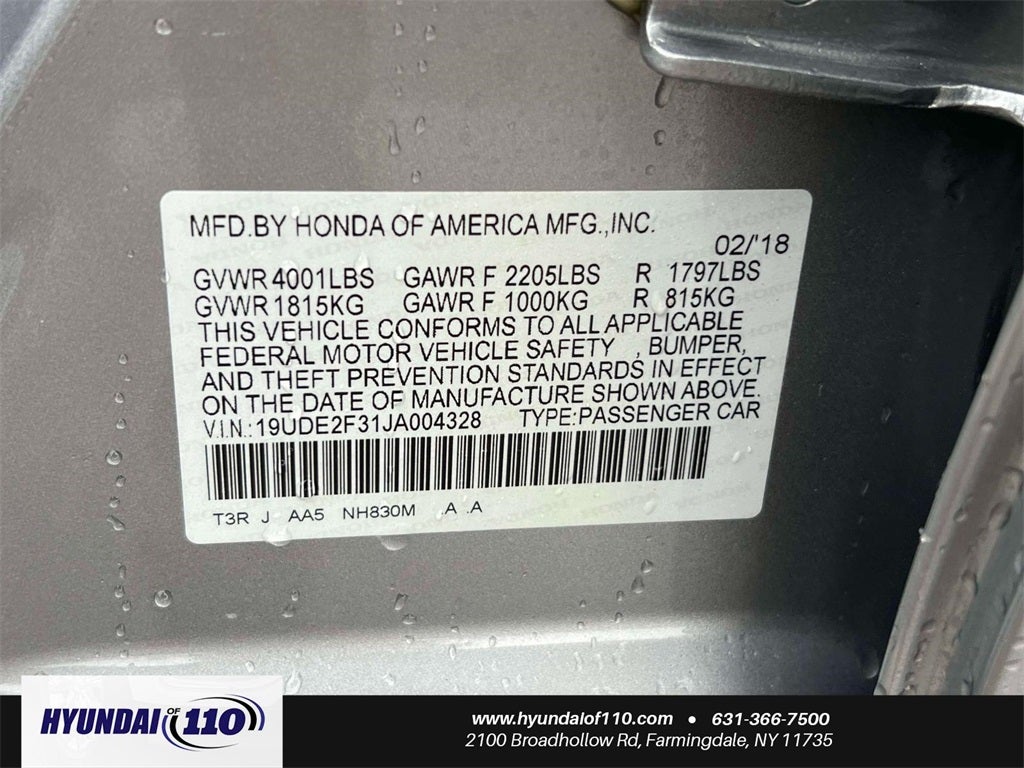 MFD.BY HONDA OF AMERICA MFG.,INC.
02/'18
GVWR 4001LBS GAWR F 2205LBS R 1797LBS
GVWR 1815KG GAWR F 1000KG R 815KG
THIS VEHICLE CONFORMS TO ALL APPLICABLE
FEDERAL MOTOR VEHICLE SAFETY , BUMPER,
AND THEFT PREVENTION STANDARDS IN EFFECT
ON THE DATE OF MANUFACTURE SHOWN ABOVE.
V.I.N.: 19UDE2F31JA004328 TYPE:PASSENGER CAR
T3R J AA5 NH830M .A .A
HYUNDAI OF 110
www.hyundaiof110.com • 631-366-7500
2100 Broadhollow Rd, Farmingdale, NY 11735